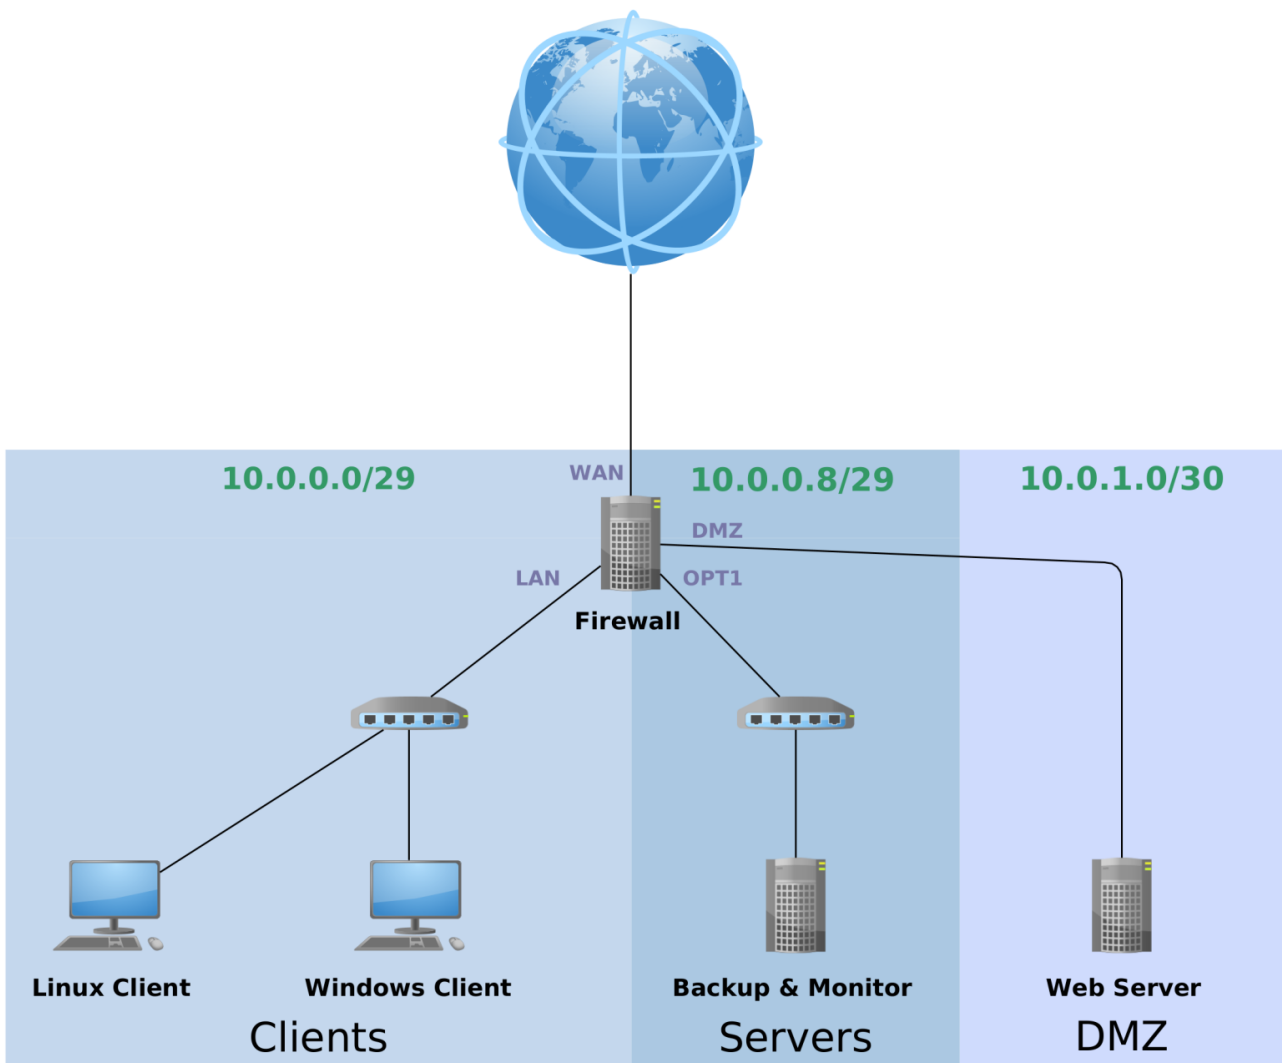 10.0.0.0/29
WAN
10.0.0.8/29
10.0.1.0/30
DMZ
LAN
OPT1
Firewall
Linux Client
Windows Client
Backup & Monitor
Web Server
Clients
Servers
DMZ